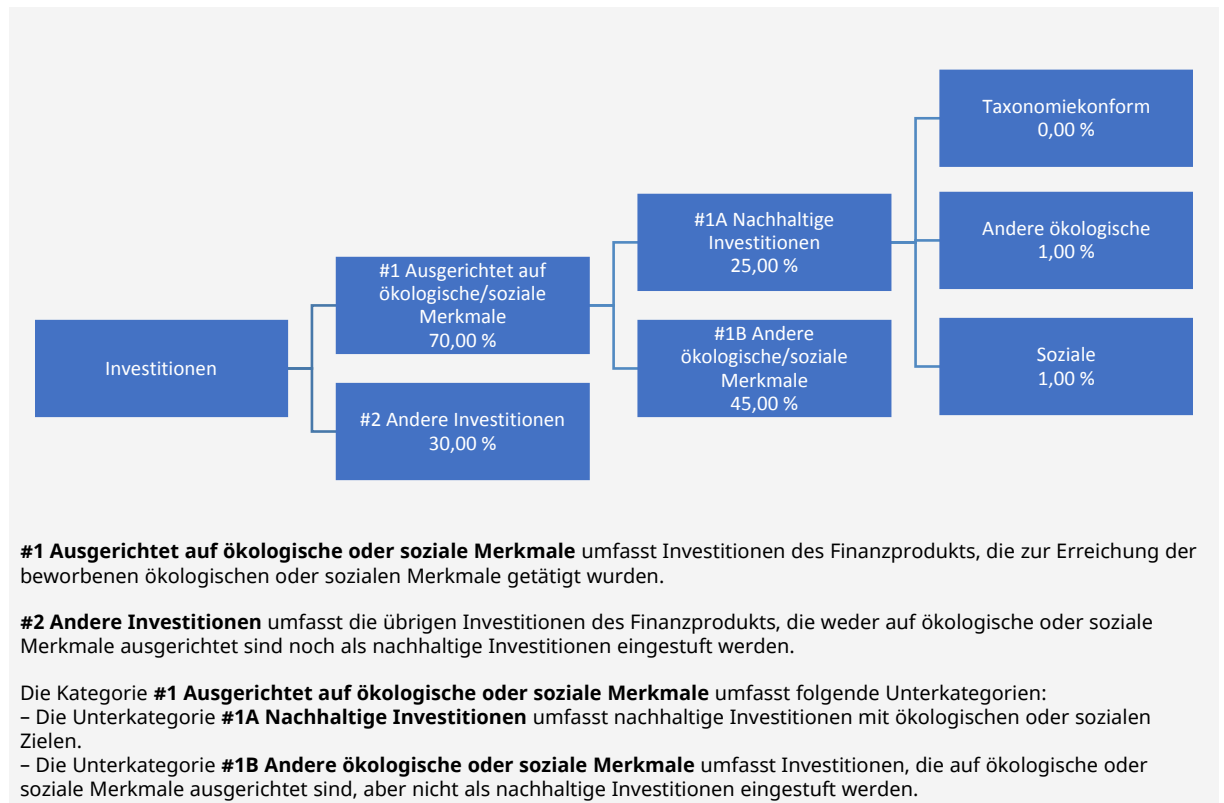 Taxonomiekonform
0,00 %
#1A Nachhaltige
Investitionen
25,00 %
Andere ökologische
1,00 %
#1 Ausgerichtet auf
ökologische/soziale
Merkmale
70,00 %
#1B Andere
ökologische/soziale
Merkmale
45,00 %
Soziale
1,00 %
Investitionen
#2 Andere Investitionen
30,00 %
#1 Ausgerichtet auf ökologische oder soziale Merkmale umfasst Investitionen des Finanzprodukts, die zur Erreichung der
beworbenen ökologischen oder sozialen Merkmale getätigt wurden.
#2 Andere Investitionen umfasst die übrigen Investitionen des Finanzprodukts, die weder auf ökologische oder soziale
Merkmale ausgerichtet sind noch als nachhaltige Investitionen eingestuft werden.
Die Kategorie #1 Ausgerichtet auf ökologische oder soziale Merkmale umfasst folgende Unterkategorien:
– Die Unterkategorie #1A Nachhaltige Investitionen umfasst nachhaltige Investitionen mit ökologischen oder sozialen
Zielen.
– Die Unterkategorie #1B Andere ökologische oder soziale Merkmale umfasst Investitionen, die auf ökologische oder
soziale Merkmale ausgerichtet sind, aber nicht als nachhaltige Investitionen eingestuft werden.